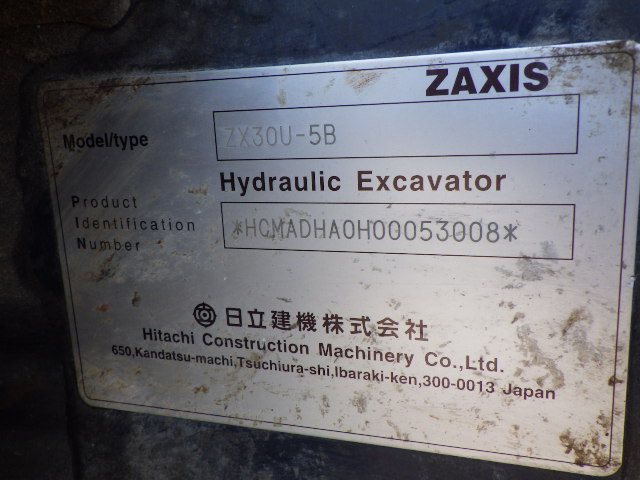 ZAXIS
Model/type ZX30U-5B
Hydraulic Excavator
Product
Identification
Number
*HCMADHA0H00053008*
日立建機株式会社
Hitachi Construction Machinery Co.,Ltd.
650,Kandatsu-machi,Tsuchiura-shi,Ibaraki-ken,300-0013 Japan